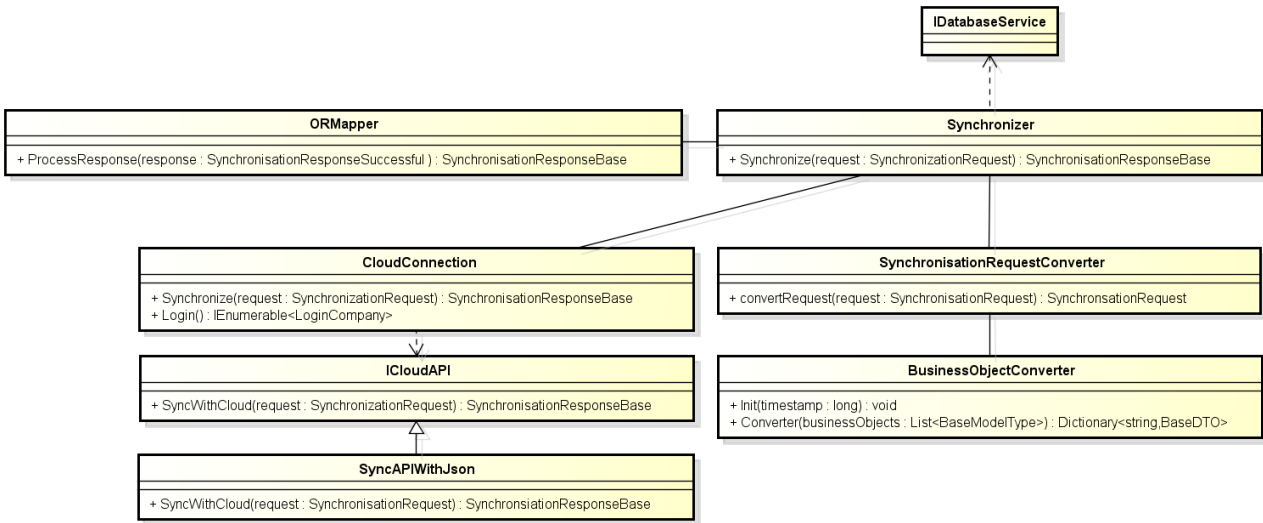 IDatabaseService
ORMapper
+ ProcessResponse(response : SynchronisationResponseSuccessful ) : SynchronisationResponseBase
Synchronizer
+ Synchronize(request : SynchronizationRequest) : SynchronisationResponseBase
CloudConnection
+ Synchronize(request : SynchronizationRequest) : SynchronisationResponseBase
+ Login() : IEnumerable<LoginCompany>
SynchronisationRequestConverter
+ convertRequest(request : SynchronisationRequest) : SynchronsationRequest
ICloudAPI
+ SyncWithCloud(request : SynchronizationRequest) : SynchronisationResponseBase
BusinessObjectConverter
+ Init(timestamp : long) : void
+ Converter(businessObjects : List<BaseModelType>) : Dictionary<string,BaseDTO>
SyncAPIWithJson
+ SyncWithCloud(request : SynchronisationRequest) : SynchronsiationResponseBase